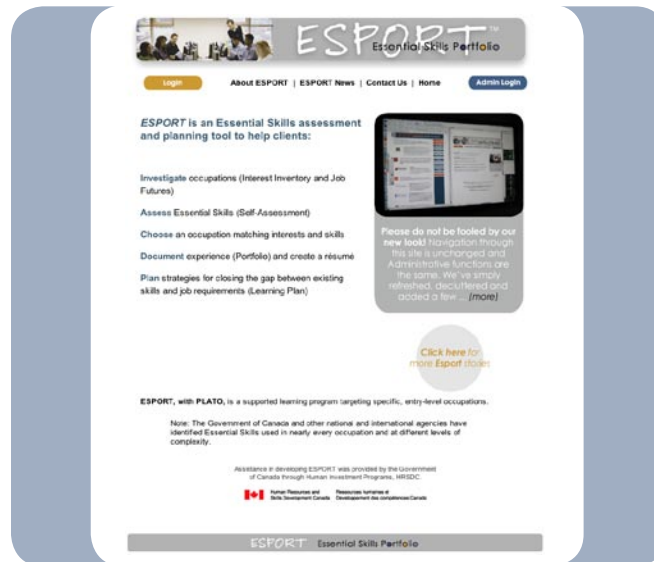 ESPORT™
Essential Skills Portfolio
Login
About ESPORT | ESPORT News | Contact Us | Home
Admin Login
ESPORT is an Essential Skills assessment
and planning tool to help clients:
Investigate occupations (Interest Inventory and Job
Futures)
Assess Essential Skills (Self-Assessment)
Choose an occupation matching interests and skills
Document experience (Portfolio) and create a résumé
Plan strategies for closing the gap between existing
skills and job requirements (Learning Plan)
Please do not be fooled by our
new look! Navigation through
this site is unchanged and
Administrative functions are
the same. We've simply
refreshed, decluttered and
added a few ... (more)
Click here for
more Esport stories
ESPORT, with PLATO, is a supported learning program targeting specific, entry-level occupations.
Note: The Government of Canada and other national and international agencies have
identified Essential Skills used in nearly every occupation and at different levels of
complexity.
Assistance in developing ESPORT was provided by the Government
of Canada through Human Investment Programs, HRSDC.
Human Resources and
Skills Development Canada
Ressources humaines et
Développement des compétences Canada
ESPORT Essential Skills Portfolio